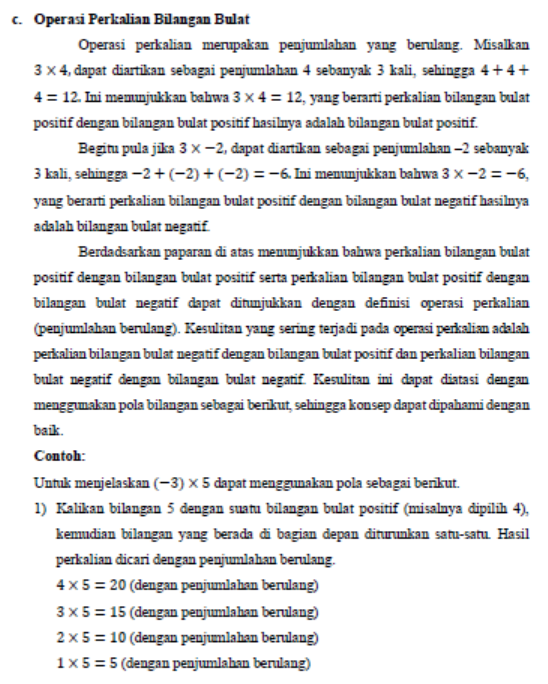 c. Operasi Perkalian Bilangan Bulat
Operasi perkalian merupakan penjumlahan yang berulang. Misalkan
3 × 4, dapat diartikan sebagai penjumlahan 4 sebanyak 3 kali, sehingga 4 + 4 +
4 = 12. Ini menunjukkan bahwa 3 × 4 = 12, yang berarti perkalian bilangan bulat
positif dengan bilangan bulat positif hasilnya adalah bilangan bulat positif.
Begitu pula jika 3 × −2, dapat diartikan sebagai penjumlahan –2 sebanyak
3 kali, sehingga −2 + (−2) + (−2) = −6. Ini menunjukkan bahwa 3 × −2 = −6,
yang berarti perkalian bilangan bulat positif dengan bilangan bulat negatif hasilnya
adalah bilangan bulat negatif.
Berdadsarkan paparan di atas menunjukkan bahwa perkalian bilangan bulat
positif dengan bilangan bulat positif serta perkalian bilangan bulat positif dengan
bilangan bulat negatif dapat ditunjukkan dengan definisi operasi perkalian
(penjumlahan berulang). Kesulitan yang sering terjadi pada operasi perkalian adalah
perkalian bilangan bulat negatif dengan bilangan bulat positif dan perkalian bilangan
bulat negatif dengan bilangan bulat negatif. Kesulitan ini dapat diatasi dengan
menggunakan pola bilangan sebagai berikut, sehingga konsep dapat dipahami dengan
baik.
Contoh:
Untuk menjelaskan (−3) × 5 dapat menggunakan pola sebagai berikut.
1) Kalikan bilangan 5 dengan suatu bilangan bulat positif (misalnya dipilih 4),
kemudian bilangan yang berada di bagian depan diturunkan satu-satu. Hasil
perkalian dicari dengan penjumlahan berulang.
4 × 5 = 20 (dengan penjumlahan berulang)
3 × 5 = 15 (dengan penjumlahan berulang)
2 × 5 = 10 (dengan penjumlahan berulang)
1 × 5 = 5 (dengan penjumlahan berulang)